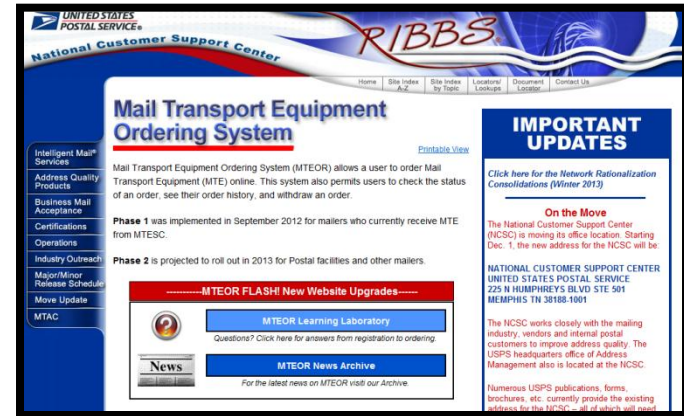 UNITED STATES
POSTAL SERVICE®
National Customer Support Center
RIBBS
Home
Site Index
A-Z
Site Index
by Topic
Locators/
Lookups
Document
Locator
Contact Us
Mail Transport Equipment
Ordering System
Printable View
Mail Transport Equipment Ordering System (MTEOR) allows a user to order Mail
Transport Equipment (MTE) online. This system also permits users to check the status
of an order, see their order history, and withdraw an order.
Phase 1 was implemented in September 2012 for mailers who currently receive MTE
from MTESC.
Phase 2 is projected to roll out in 2013 for Postal facilities and other mailers.
-----------MTEOR FLASH! New Website Upgrades------
MTEOR Learning Laboratory
Questions? Click here for answers from registration to ordering.
News
MTEOR News Archive
For the latest news on MTEOR visiti our Archive.
Intelligent Mail®
Services
Address Quality
Products
Business Mail
Acceptance
Certifications
Operations
Industry Outreach
Major/Minor
Release Schedule
Move Update
MTAC
IMPORTANT
UPDATES
Click here for the Network Rationalization
Consolidations (Winter 2013)
On the Move
The National Customer Support Center
(NCSC) is moving its office location. Starting
Dec. 1, the new address for the NCSC will be:
NATIONAL CUSTOMER SUPPORT CENTER
UNITED STATES POSTAL SERVICE
225 N HUMPHREYS BLVD STE 501
MEMPHIS TN 38188-1001
The NCSC works closely with the mailing
industry, vendors and internal postal
customers to improve address quality. The
USPS headquarters office of Address
Management also is located at the NCSC.
Numerous USPS publications, forms,
brochures, etc. currently provide the existing
address for the NCSC – all of which will need